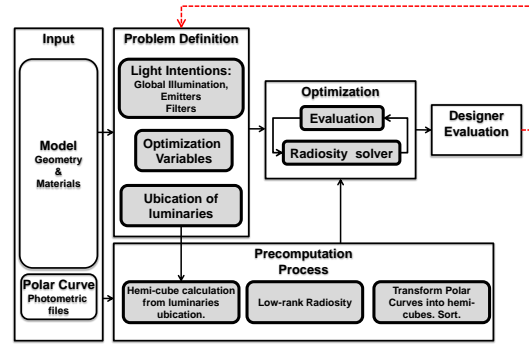 Input
Model
Geometry
&
Materials
Polar Curve
Photometric
files
Problem Definition
Light Intentions:
Global Illumination,
Emitters
Filters
Optimization
Variables
Ubication of
luminaries
Optimization
Evaluation
Radiosity solver
Designer
Evaluation
Precomputation
Process
Hemi-cube calculation
from luminaries
ubication.
Low-rank Radiosity
Transform Polar
Curves into hemi-
cubes. Sort.